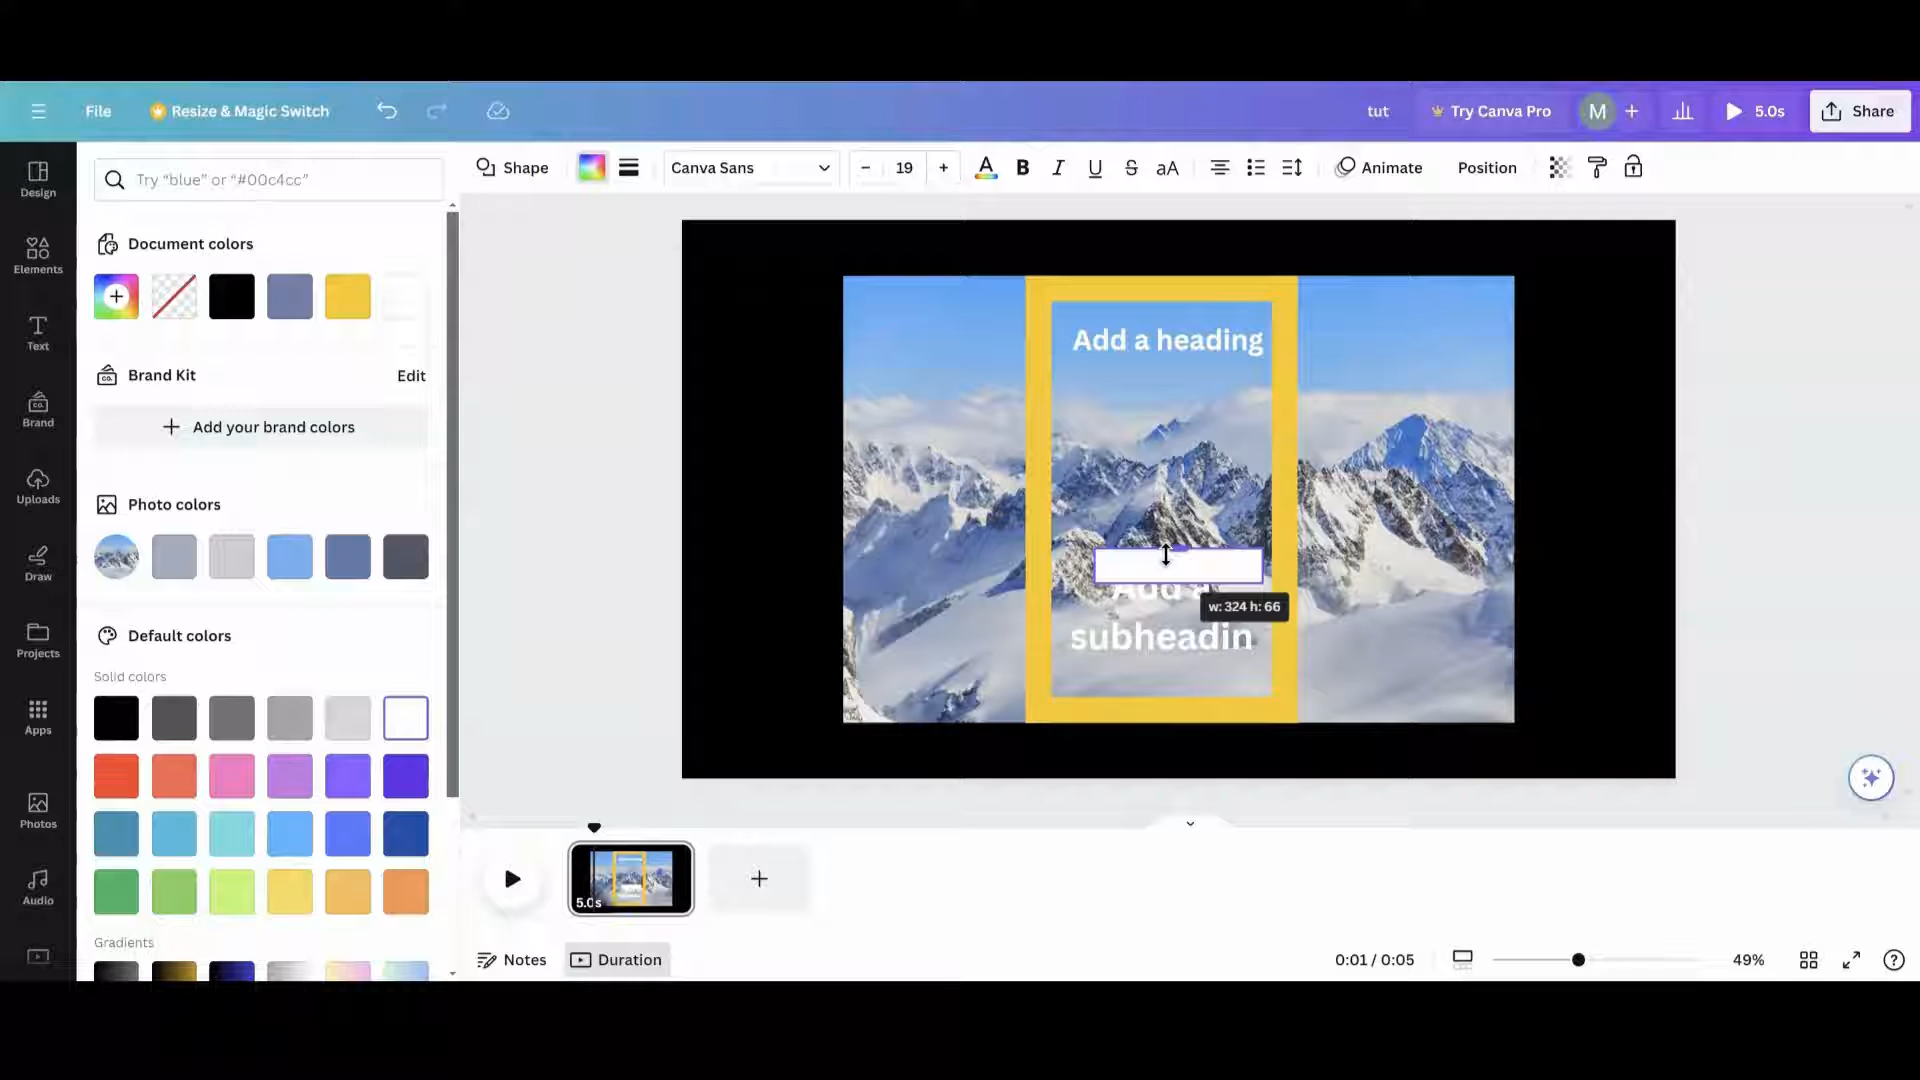 File
Resize & Magic Switch
tut
Try Canva Pro
M
5.0s
Share
Design
Elements
Text
Brand
Uploads
Draw
Projects
Apps
Photos
Audio
Try “blue” or “#00c4cc”
Document colors
Brand Kit
Edit
CO.
Add your brand colors
Photo colors
Default colors
Solid colors
Gradients
Shape
Canva Sans
19
A
B
I
U
S
aA
Animate
Position
Add a heading
Add a
subheadin
w: 324 h: 66
5.0s
Notes
Duration
0:01 / 0:05
49%